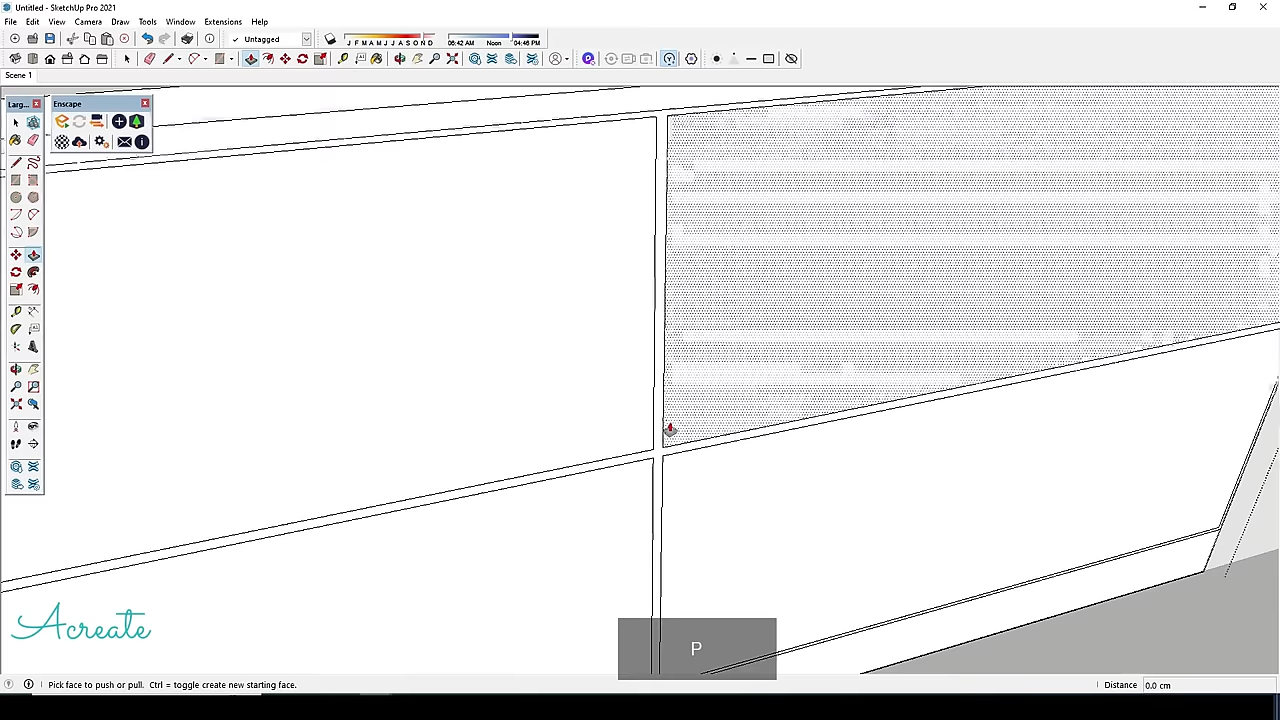 Untitled - SketchUp Pro 2021
File Edit View Camera Draw Tools Window Extensions Help
✓ Untagged
J F M A M J J A S O N D
06:42 AM Noon 04:46 PM
Scene 1
Larg...
Enscape
Acreate
P
Pick face to push or pull. Ctrl = toggle create new starting face.
Distance 0.0 cm